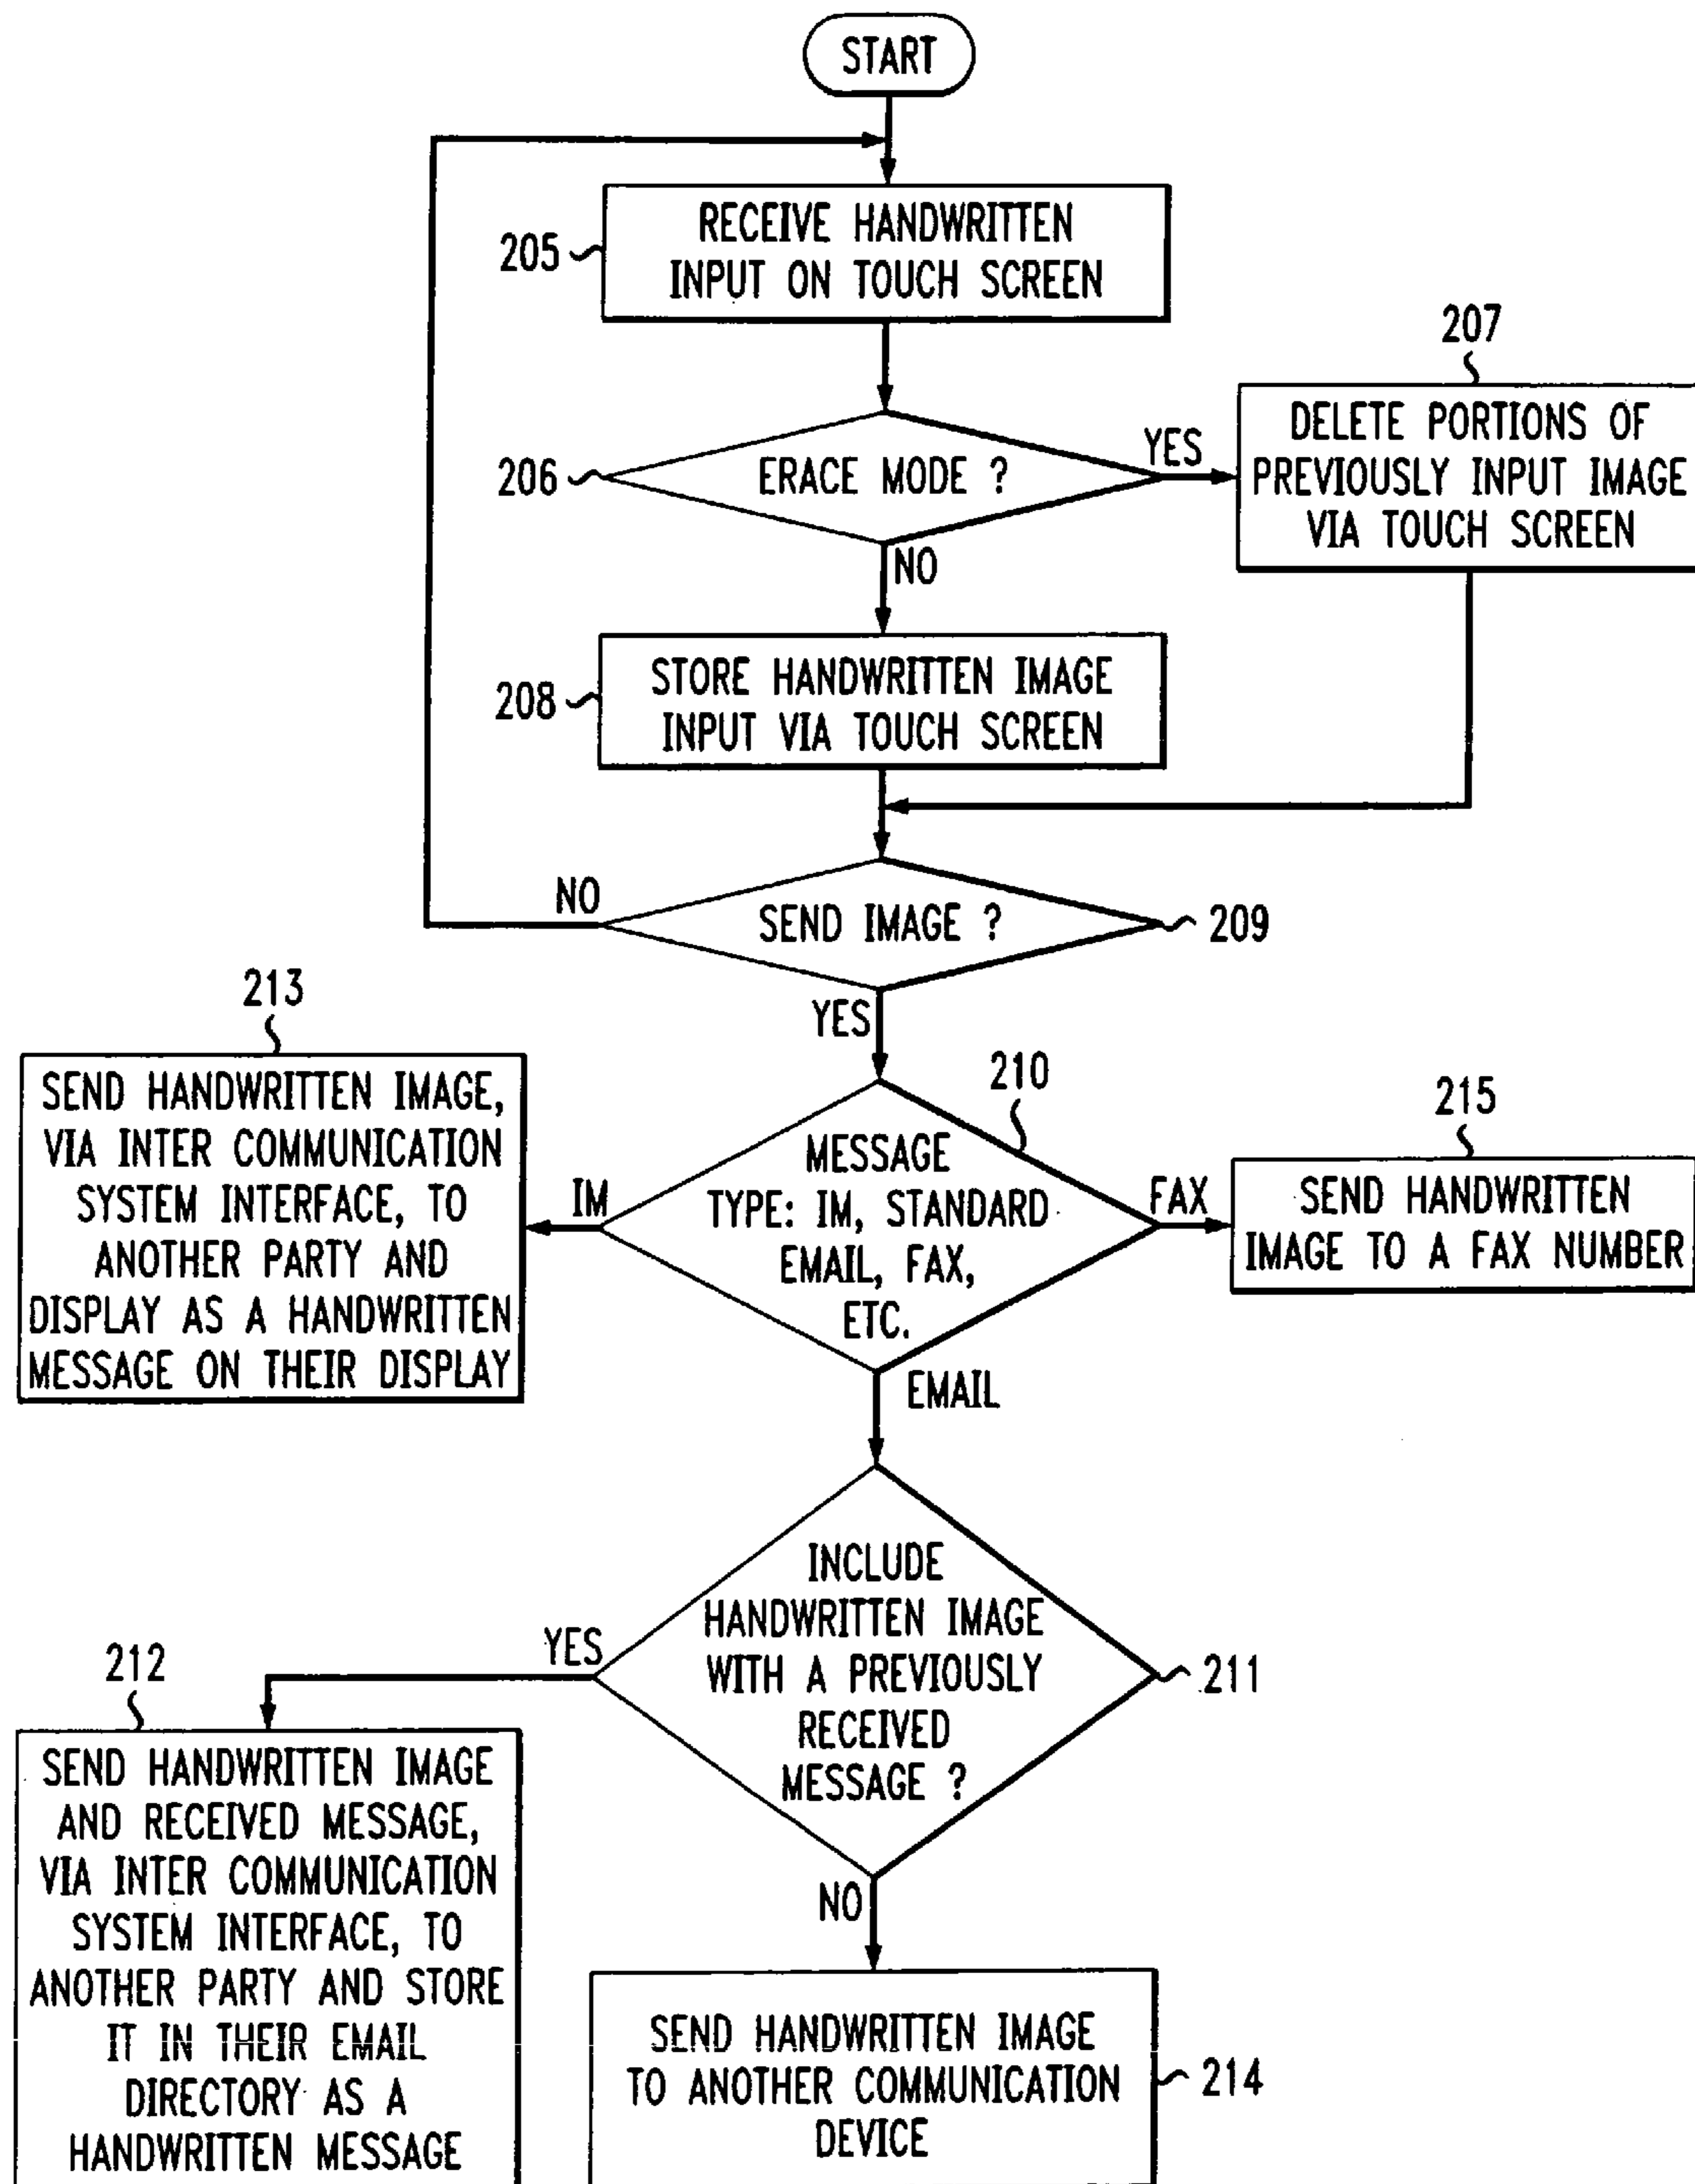 START
205
RECEIVE HANDWRITTEN
INPUT ON TOUCH SCREEN
206
ERACE MODE ?
YES
NO
207
DELETE PORTIONS OF
PREVIOUSLY INPUT IMAGE
VIA TOUCH SCREEN
208
STORE HANDWRITTEN IMAGE
INPUT VIA TOUCH SCREEN
NO
SEND IMAGE ?
209
YES
213
SEND HANDWRITTEN IMAGE,
VIA INTER COMMUNICATION
SYSTEM INTERFACE, TO
ANOTHER PARTY AND
DISPLAY AS A HANDWRITTEN
MESSAGE ON THEIR DISPLAY
IM
210
MESSAGE
TYPE: IM, STANDARD
EMAIL, FAX,
ETC.
FAX
215
SEND HANDWRITTEN
IMAGE TO A FAX NUMBER
EMAIL
INCLUDE
HANDWRITTEN IMAGE
WITH A PREVIOUSLY
RECEIVED
MESSAGE ?
211
YES
212
SEND HANDWRITTEN IMAGE
AND RECEIVED MESSAGE,
VIA INTER COMMUNICATION
SYSTEM INTERFACE, TO
ANOTHER PARTY AND STORE
IT IN THEIR EMAIL
DIRECTORY AS A
HANDWRITTEN MESSAGE
NO
SEND HANDWRITTEN IMAGE
TO ANOTHER COMMUNICATION
DEVICE
214